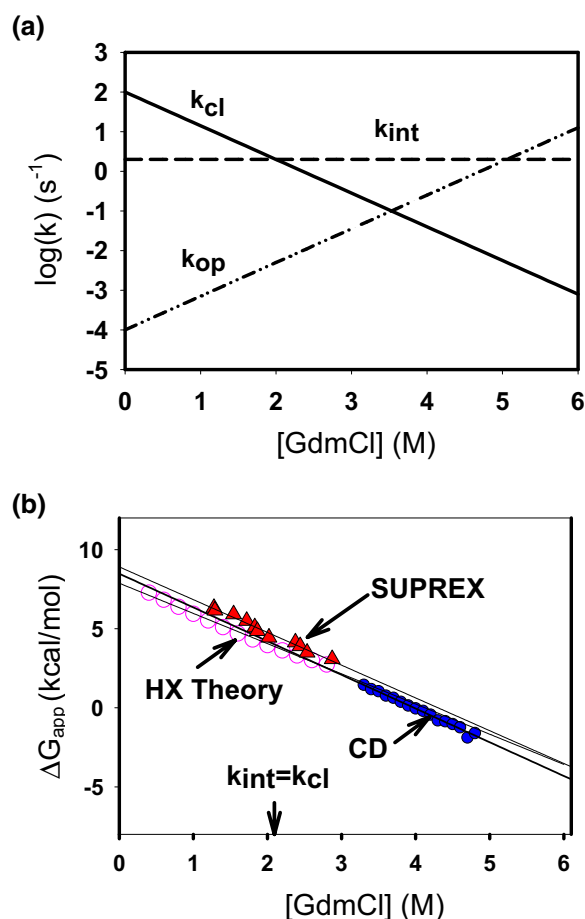 (a)
3
2
1
0
-1
-2
-3
-4
-5
log(k) (s⁻¹)
kcl
kint
kop
0 1 2 3 4 5 6
[GdmCl] (M)
(b)
10
5
0
-5
ΔGapp (kcal/mol)
SUPREX
HX Theory
CD
kint=kcl
0 1 2 3 4 5 6
[GdmCl] (M)